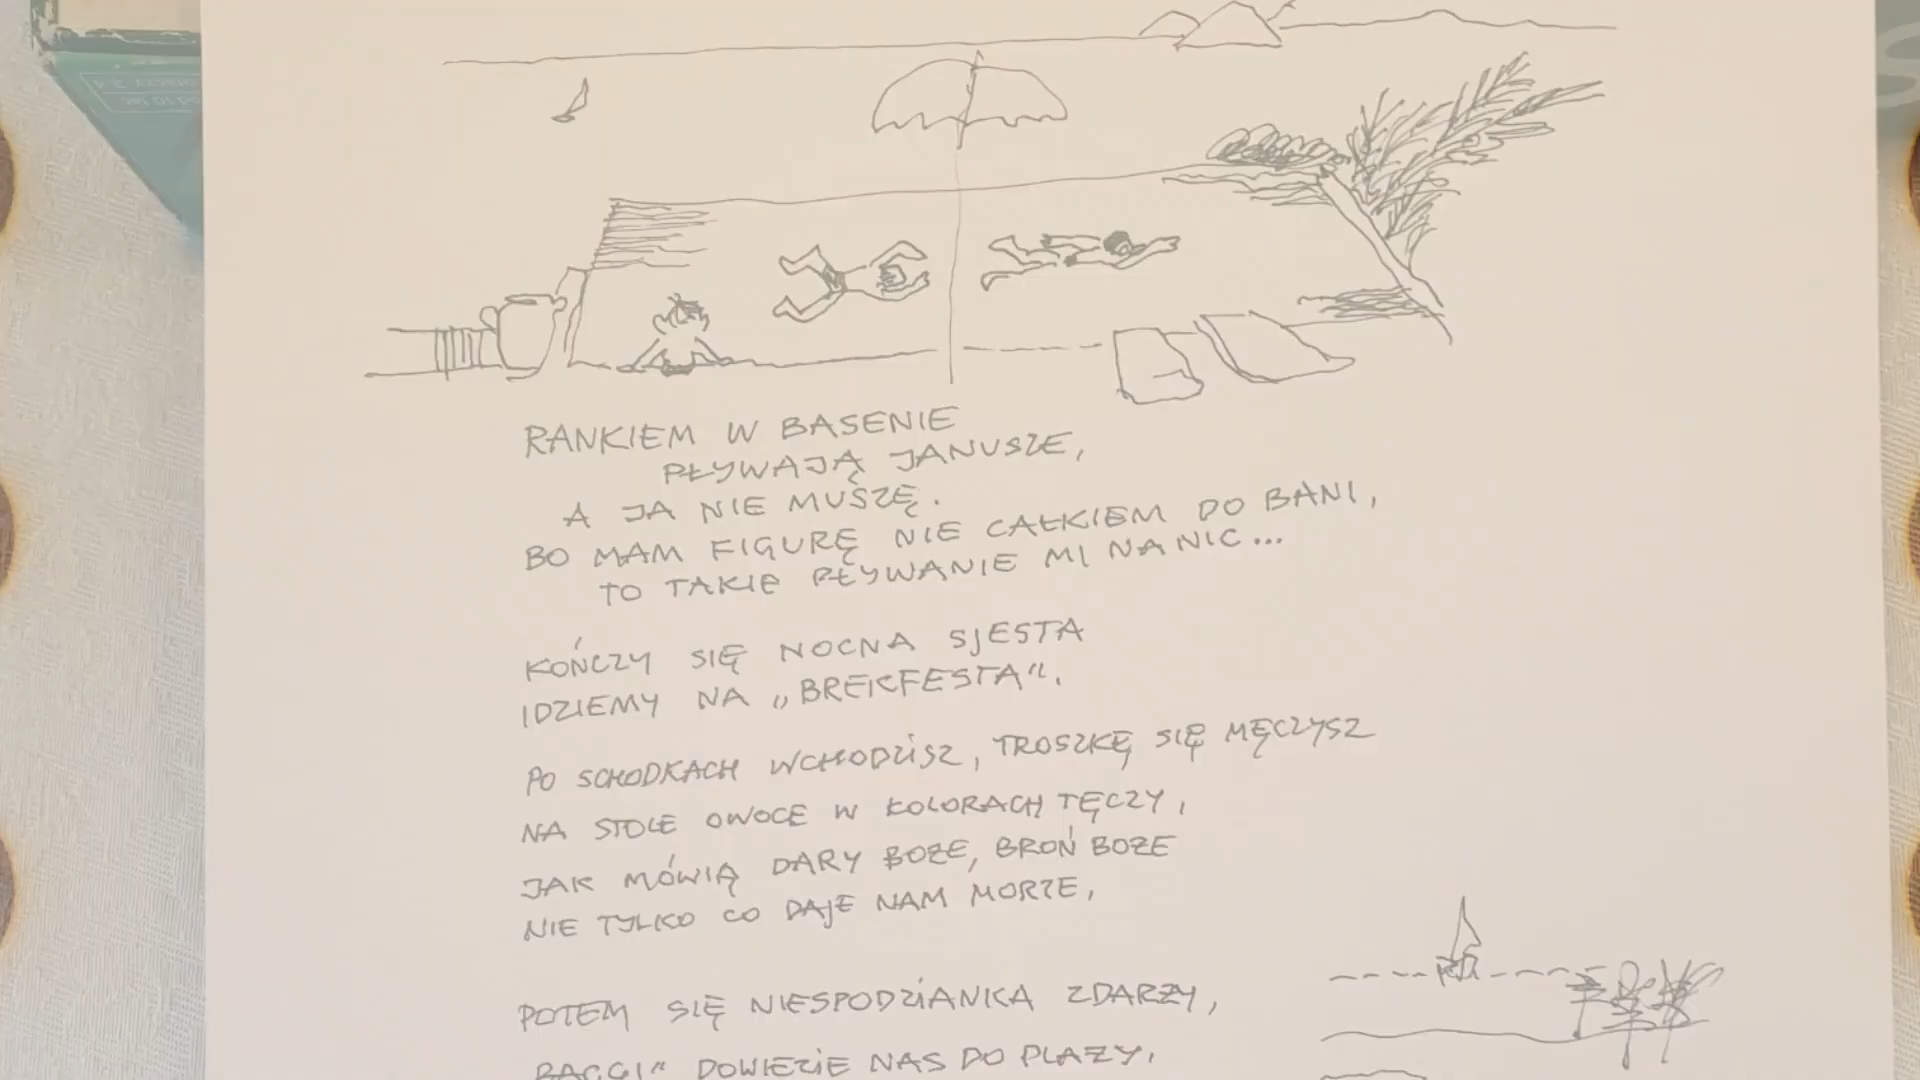 RANKIEM W BASENIE
PŁYWAJĄ JANUSZE,
A JA NIE MUSZĘ.
BO MAM FIGURĘ NIE CAŁKIEM DO BANI,
TO TAKIE PŁYWANIE MI NA NIC...
KOŃCZY SIĘ NOCNA SJESTA
IDZIEMY NA „BREKFESTA".
PO SCHODKACH WCHODZISZ, TROSZKĘ SIĘ MĘCZYSZ
NA STOLE OWOCE W KOLORACH TĘCZY,
JAK MÓWIĄ DARY BOŻE, BROŃ BOŻE
NIE TYLKO CO DAJE NAM MORZE,
POTEM SIĘ NIESPODZIANKA ZDARZY,
„BAGGI" DOWIEZIE NAS DO PLAŻY.